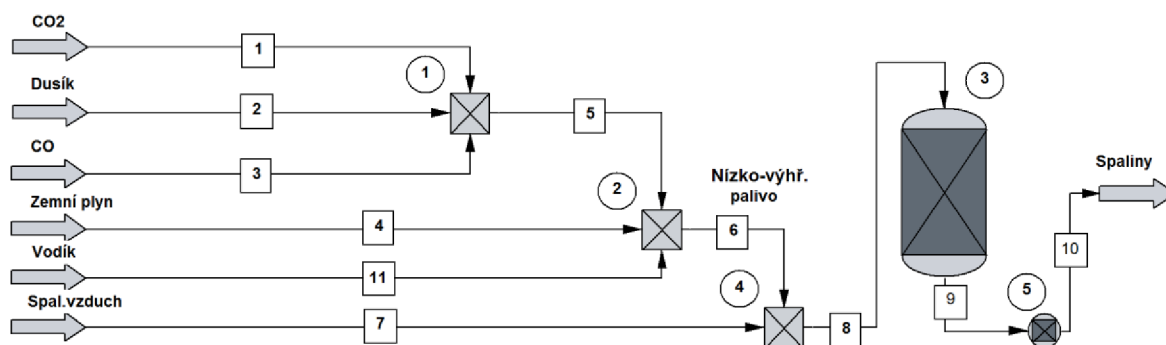 CO2
1
1
3
Dusík
2
5
CO
3
Spaliny
Zemní plyn
2
Nízko-výhř.
palivo
4
6
10
Vodík
11
4
9
5
Spal.vzduch
7
8